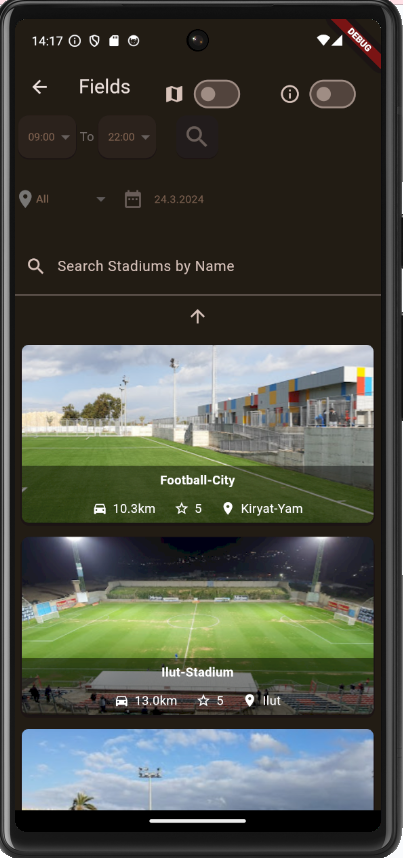 14:17
DEBUG
Fields
09:00 To 22:00
All 24.3.2024
Search Stadiums by Name
Football-City
10.3km 5 Kiryat-Yam
Ilut-Stadium
13.0km 5 Ilut